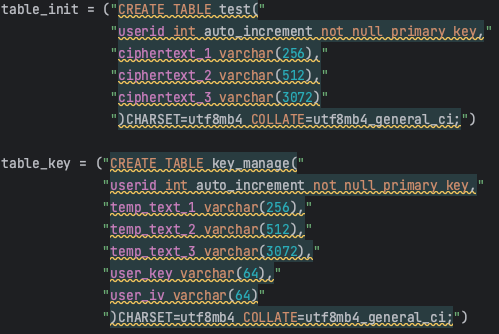 table_init = ("CREATE TABLE test("
"userid int auto_increment not null primary key,"
"ciphertext_1 varchar(256),"
"ciphertext_2 varchar(512),"
"ciphertext_3 varchar(3072)"
")CHARSET=utf8mb4 COLLATE=utf8mb4_general_ci;")
table_key = ("CREATE TABLE key_manage("
"userid int auto_increment not null primary key,"
"temp_text_1 varchar(256),"
"temp_text_2 varchar(512),"
"temp_text_3 varchar(3072),"
"user_key varchar(64),"
"user_iv varchar(64)"
")CHARSET=utf8mb4 COLLATE=utf8mb4_general_ci;")